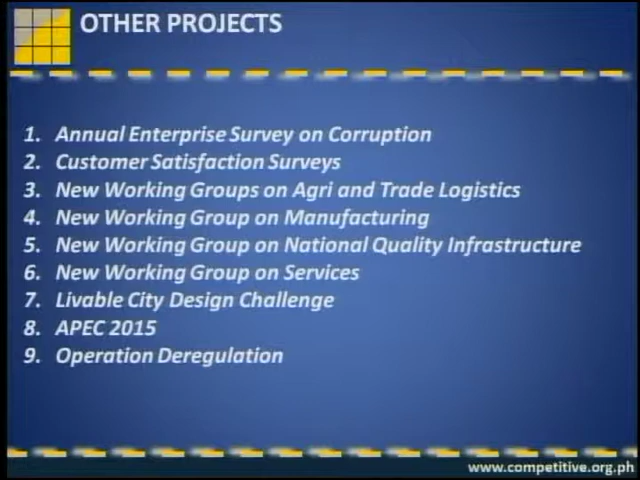 OTHER PROJECTS
1. Annual Enterprise Survey on Corruption
2. Customer Satisfaction Surveys
3. New Working Groups on Agri and Trade Logistics
4. New Working Group on Manufacturing
5. New Working Group on National Quality Infrastructure
6. New Working Group on Services
7. Livable City Design Challenge
8. APEC 2015
9. Operation Deregulation
www.competitive.org.ph